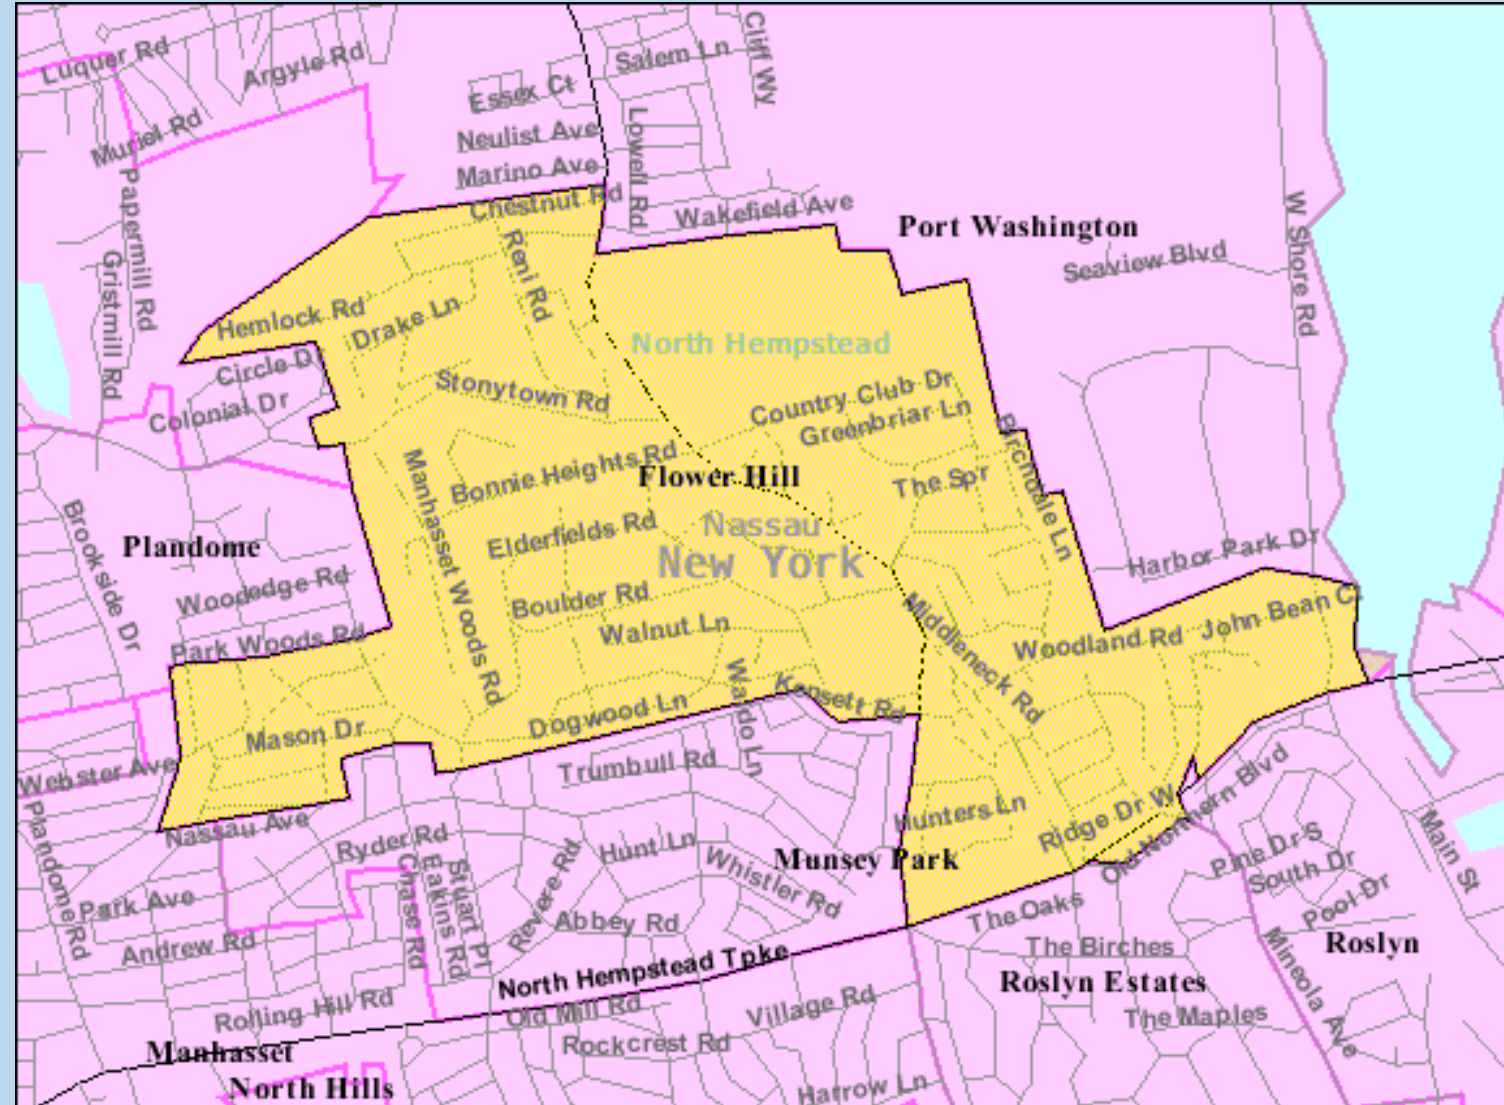 Luquer Rd
Argyle Rd
Muriel Rd
Essex Ct
Salem Ln
Cliff Wy
Neulist Ave
Marino Ave
Lowell Rd
Chestnut Rd
Wakefield Ave
Port Washington
Seaview Blvd
W Shore Rd
Papermill Rd
Gristmill Rd
Reni Rd
Hemlock Rd
Drake Ln
North Hempstead
Circle Dr
Colonial Dr
Stonytown Rd
Country Club Dr
Greenbriar Ln
Birchdale Ln
Bonnie Heights Rd
Flower Hill
The Spr
Manhasset Woods Rd
Elderfields Rd
Nassau
New York
Brookside Dr
Plandome
Harbor Park Dr
Woodedge Rd
Boulder Rd
Walnut Ln
Middleneck Rd
John Bean Ct
Woodland Rd
Park Woods Rd
Waldo Ln
Kensett Rd
Dogwood Ln
Mason Dr
Webster Ave
Trumbull Rd
Old Northern Blvd
Plandome Rd
Nassau Ave
Hunters Ln
Ridge Dr W
Ryder Rd
Hunt Ln
Munsey Park
Whistler Rd
Revere Rd
Chase Rd
Eakins Rd
Stuart Pl
Pine Dr S
South Dr
Pool Dr
Main St
Park Ave
Abbey Rd
The Oaks
Andrew Rd
The Birches
Roslyn
North Hempstead Tpke
Roslyn Estates
Mineola Ave
Rolling Hill Rd
Old Mill Rd
Village Rd
The Maples
Manhasset
Rockcrest Rd
North Hills
Harrow Ln